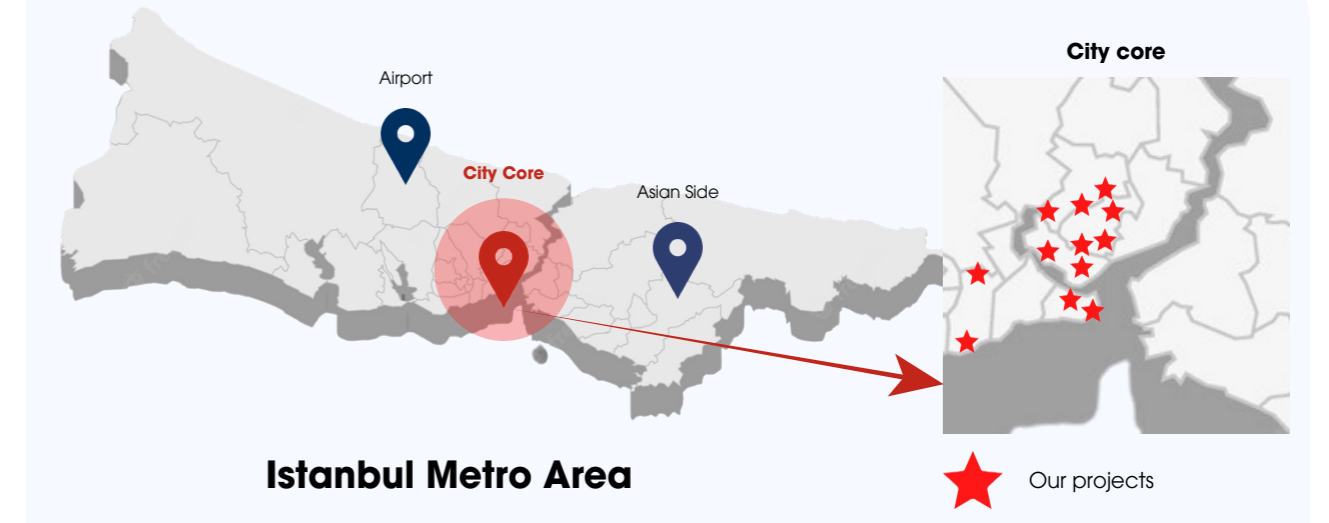 City core
Airport
City Core
Asian Side
Istanbul Metro Area
Our projects